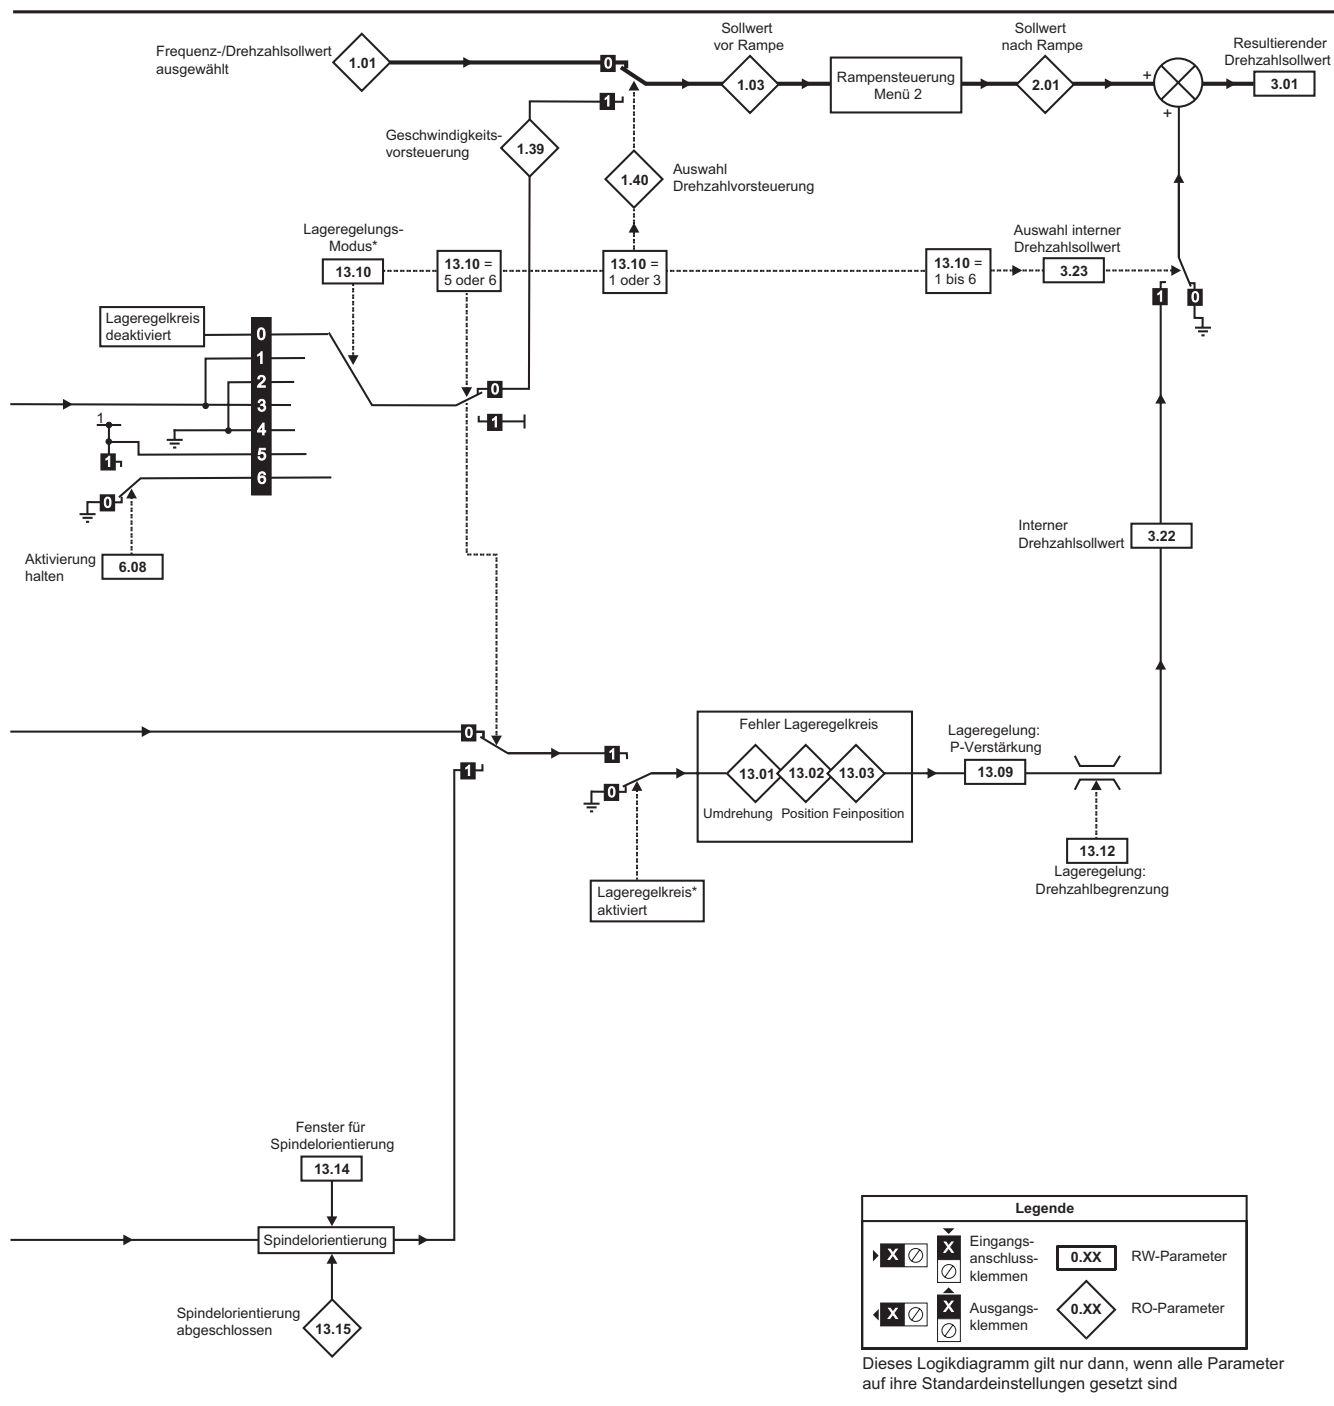 Frequenz-/Drehzahlsollwert
ausgewählt
1.01
0
1
Sollwert
vor Rampe
1.03
Rampensteuerung
Menü 2
Sollwert
nach Rampe
2.01
+
+
Resultierender
Drehzahlsollwert
3.01
Geschwindigkeits-
vorsteuerung
1.39
1.40
Auswahl
Drehzahlvorsteuerung
Lageregelungs-
Modus*
13.10
13.10 =
5 oder 6
13.10 =
1 oder 3
13.10 =
1 bis 6
Auswahl interner
Drehzahlsollwert
3.23
1
0
Lageregelkreis
deaktiviert
0
1
2
3
4
5
6
0
1
1
1
0
Aktivierung
halten
6.08
Interner
Drehzahlsollwert
3.22
0
1
1
0
Fehler Lageregelkreis
13.01
13.02
13.03
Umdrehung
Position
Feinposition
Lageregelung:
P-Verstärkung
13.09
13.12
Lageregelung:
Drehzahlbegrenzung
Lageregelkreis*
aktiviert
Fenster für
Spindelorientierung
13.14
Spindelorientierung
Spindelorientierung
abgeschlossen
13.15
Legende
X
X
Eingangs-
anschluss-
klemmen
0.XX
RW-Parameter
X
X
Ausgangs-
klemmen
0.XX
RO-Parameter
Dieses Logikdiagramm gilt nur dann, wenn alle Parameter
auf ihre Standardeinstellungen gesetzt sind